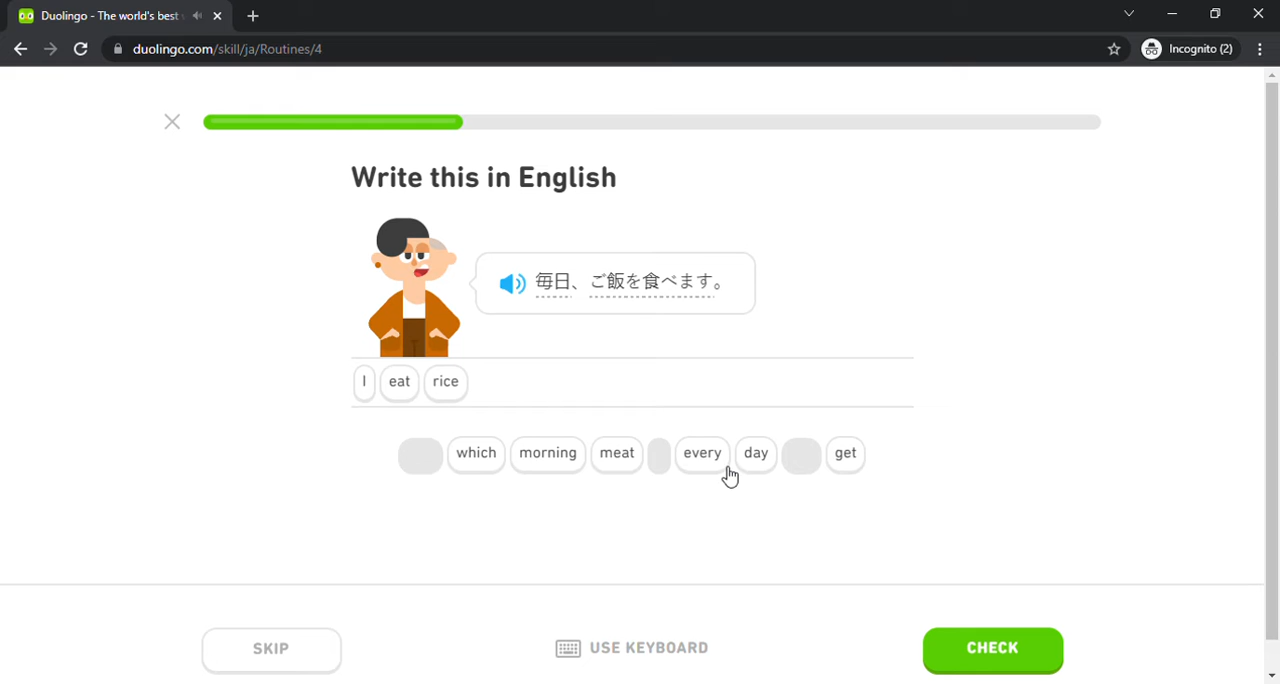 Duolingo - The world's best
duolingo.com/skill/ja/Routines/4
Incognito (2)
Write this in English
毎日、ご飯を食べます。
I eat rice
which morning meat every day get
SKIP
USE KEYBOARD
CHECK